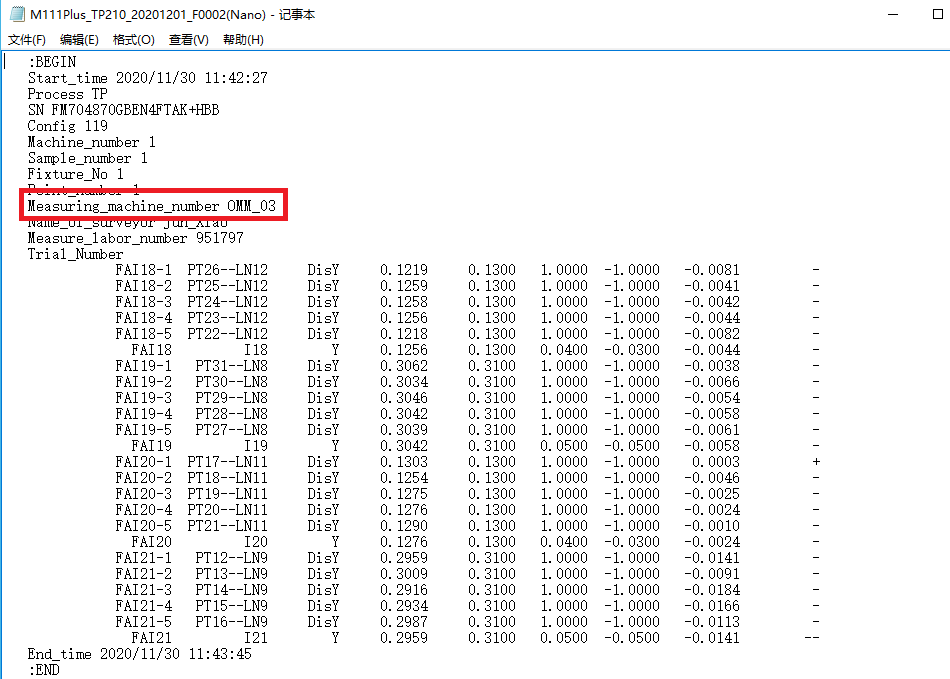 M111Plus_TP210_20201201_F0002(Nano) - 记事本
文件(F) 编辑(E) 格式(O) 查看(V) 帮助(H)
:BEGIN
Start_time 2020/11/30 11:42:27
Process TP
SN FM704870GBEN4FTAK+HBB
Config 119
Machine_number 1
Sample_number 1
Fixture_No 1
Point_number 1
Measuring_machine_number OMM_03
Name_of_surveyor jun_xiao
Measure_labor_number 951797
Trial_Number
FAI18-1 PT26--LN12 DisY 0.1219 0.1300 1.0000 -1.0000 -0.0081 -
FAI18-2 PT25--LN12 DisY 0.1259 0.1300 1.0000 -1.0000 -0.0041 -
FAI18-3 PT24--LN12 DisY 0.1258 0.1300 1.0000 -1.0000 -0.0042 -
FAI18-4 PT23--LN12 DisY 0.1256 0.1300 1.0000 -1.0000 -0.0044 -
FAI18-5 PT22--LN12 DisY 0.1218 0.1300 1.0000 -1.0000 -0.0082 -
FAI18 I18 Y 0.1256 0.1300 0.0400 -0.0300 -0.0044 -
FAI19-1 PT31--LN8 DisY 0.3062 0.3100 1.0000 -1.0000 -0.0038 -
FAI19-2 PT30--LN8 DisY 0.3034 0.3100 1.0000 -1.0000 -0.0066 -
FAI19-3 PT29--LN8 DisY 0.3046 0.3100 1.0000 -1.0000 -0.0054 -
FAI19-4 PT28--LN8 DisY 0.3042 0.3100 1.0000 -1.0000 -0.0058 -
FAI19-5 PT27--LN8 DisY 0.3039 0.3100 1.0000 -1.0000 -0.0061 -
FAI19 I19 Y 0.3042 0.3100 0.0500 -0.0500 -0.0058 -
FAI20-1 PT17--LN11 DisY 0.1303 0.1300 1.0000 -1.0000 0.0003 +
FAI20-2 PT18--LN11 DisY 0.1254 0.1300 1.0000 -1.0000 -0.0046 -
FAI20-3 PT19--LN11 DisY 0.1275 0.1300 1.0000 -1.0000 -0.0025 -
FAI20-4 PT20--LN11 DisY 0.1276 0.1300 1.0000 -1.0000 -0.0024 -
FAI20-5 PT21--LN11 DisY 0.1290 0.1300 1.0000 -1.0000 -0.0010 -
FAI20 I20 Y 0.1276 0.1300 0.0400 -0.0300 -0.0024 -
FAI21-1 PT12--LN9 DisY 0.2959 0.3100 1.0000 -1.0000 -0.0141 -
FAI21-2 PT13--LN9 DisY 0.3009 0.3100 1.0000 -1.0000 -0.0091 -
FAI21-3 PT14--LN9 DisY 0.2916 0.3100 1.0000 -1.0000 -0.0184 -
FAI21-4 PT15--LN9 DisY 0.2934 0.3100 1.0000 -1.0000 -0.0166 -
FAI21-5 PT16--LN9 DisY 0.2987 0.3100 1.0000 -1.0000 -0.0113 -
FAI21 I21 Y 0.2959 0.3100 0.0500 -0.0500 -0.0141 --
End_time 2020/11/30 11:43:45
:END